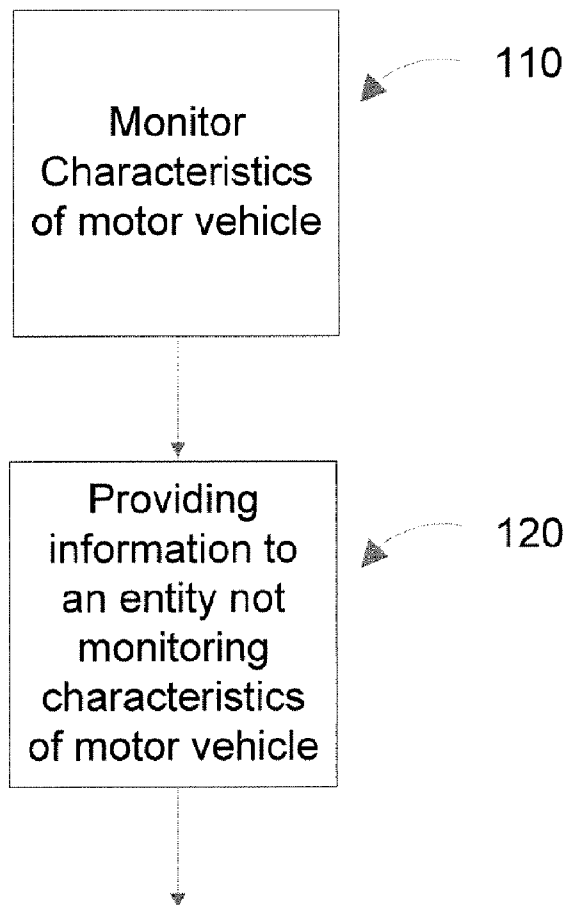 Monitor
Characteristics
of motor vehicle
110
Providing
information to
an entity not
monitoring
characteristics
of motor vehicle
120